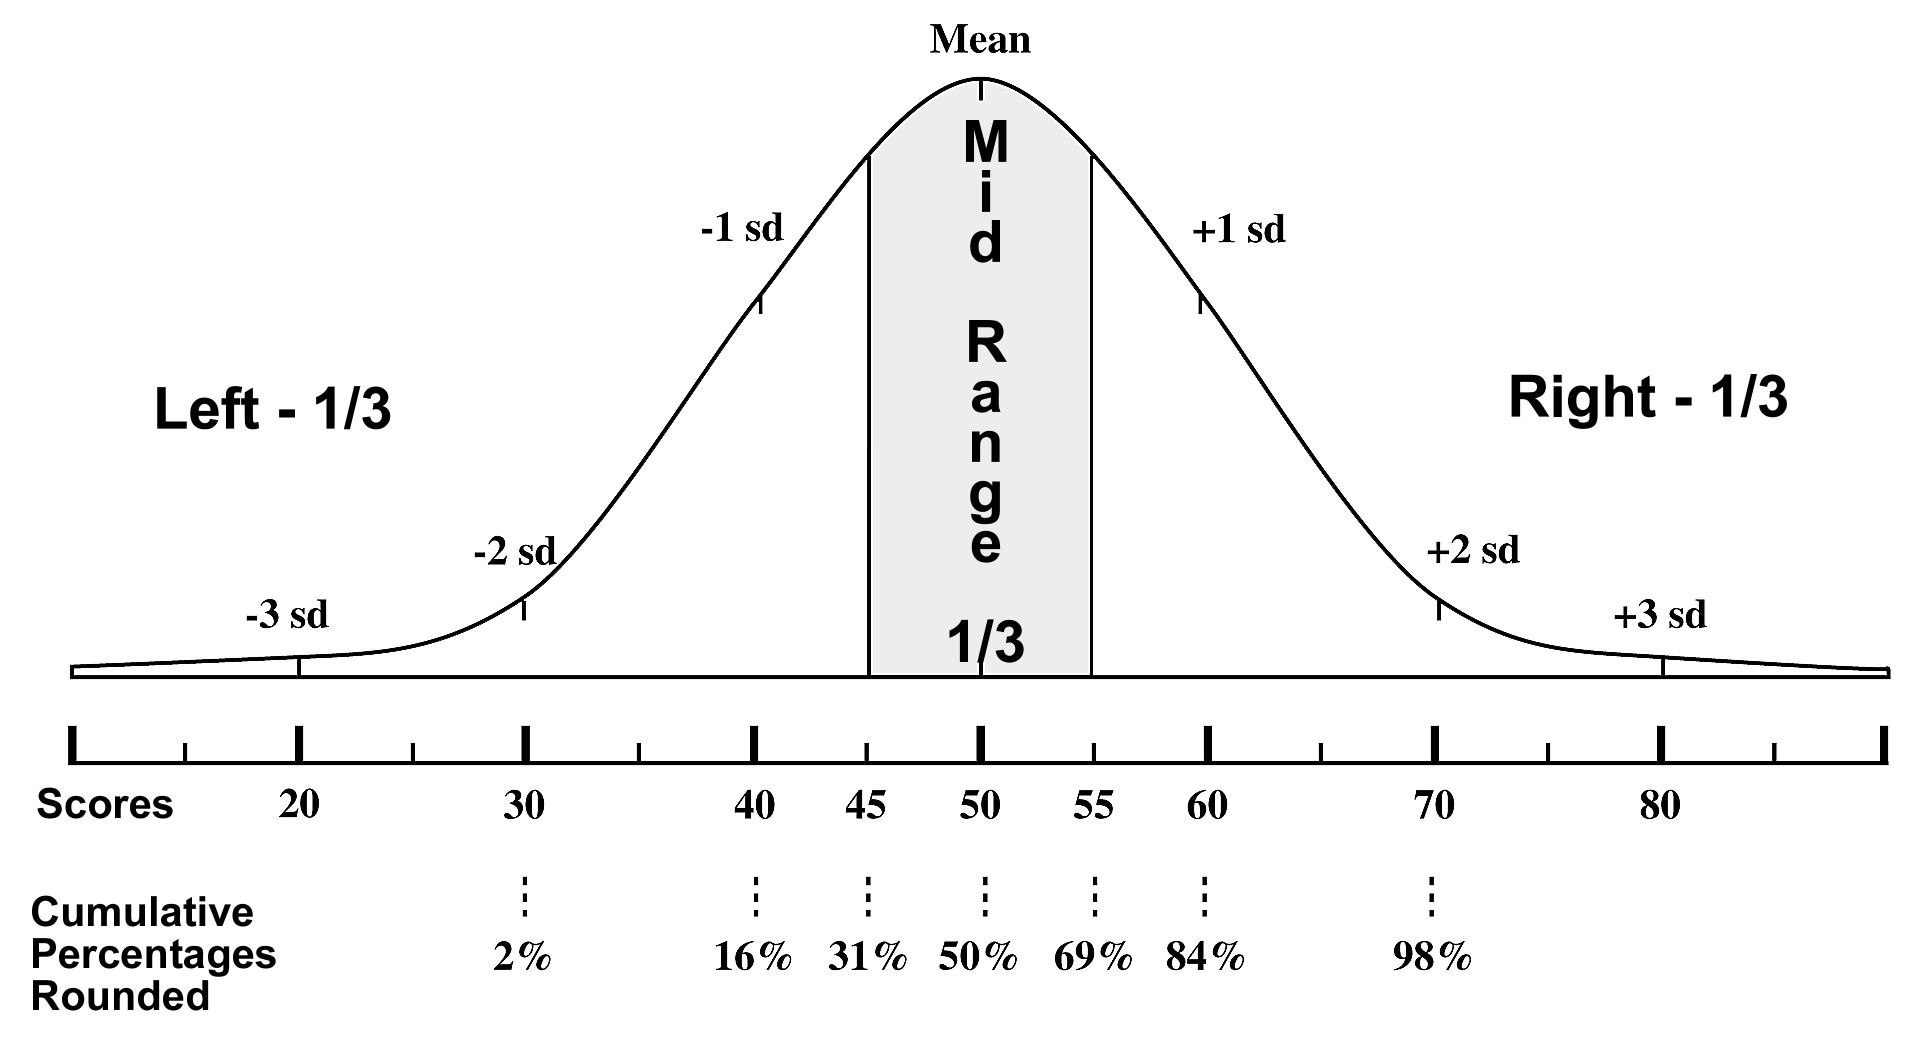 Mean
Mid Range 1/3
-1 sd
+1 sd
Left - 1/3
Right - 1/3
-2 sd
+2 sd
-3 sd
+3 sd
Scores 20 30 40 45 50 55 60 70 80
Cumulative
Percentages 2% 16% 31% 50% 69% 84% 98%
Rounded